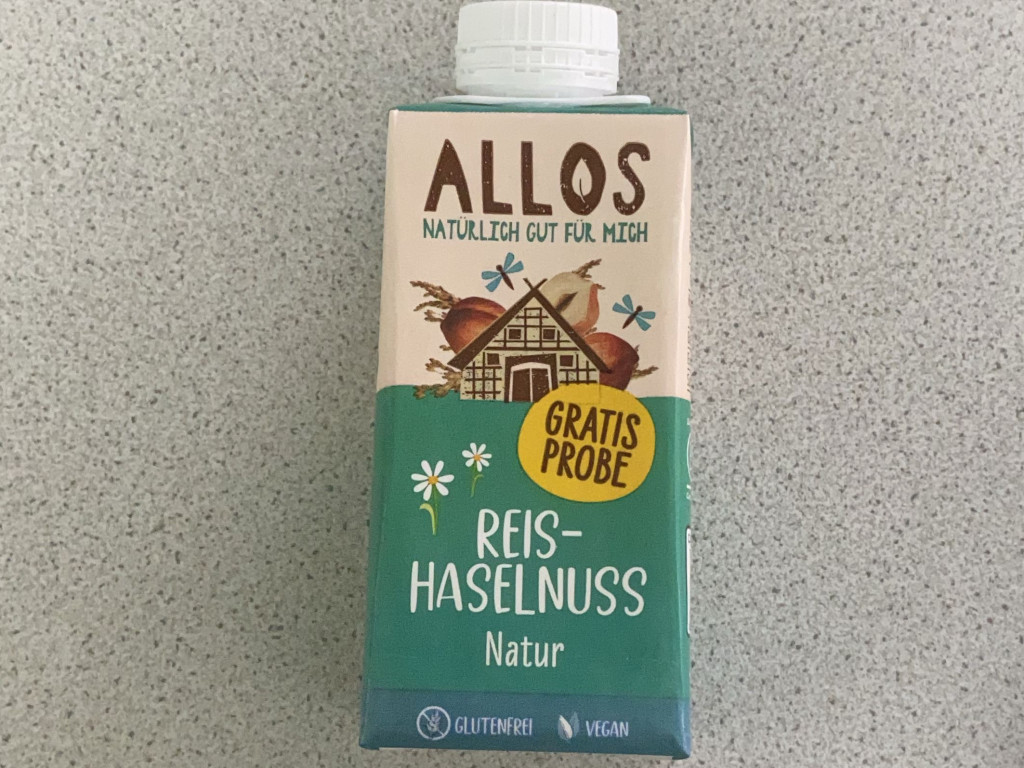 ALLOS
NATÜRLICH GUT FÜR MICH
GRATIS
PROBE
REIS-
HASELNUSS
Natur
GLUTENFREI VEGAN